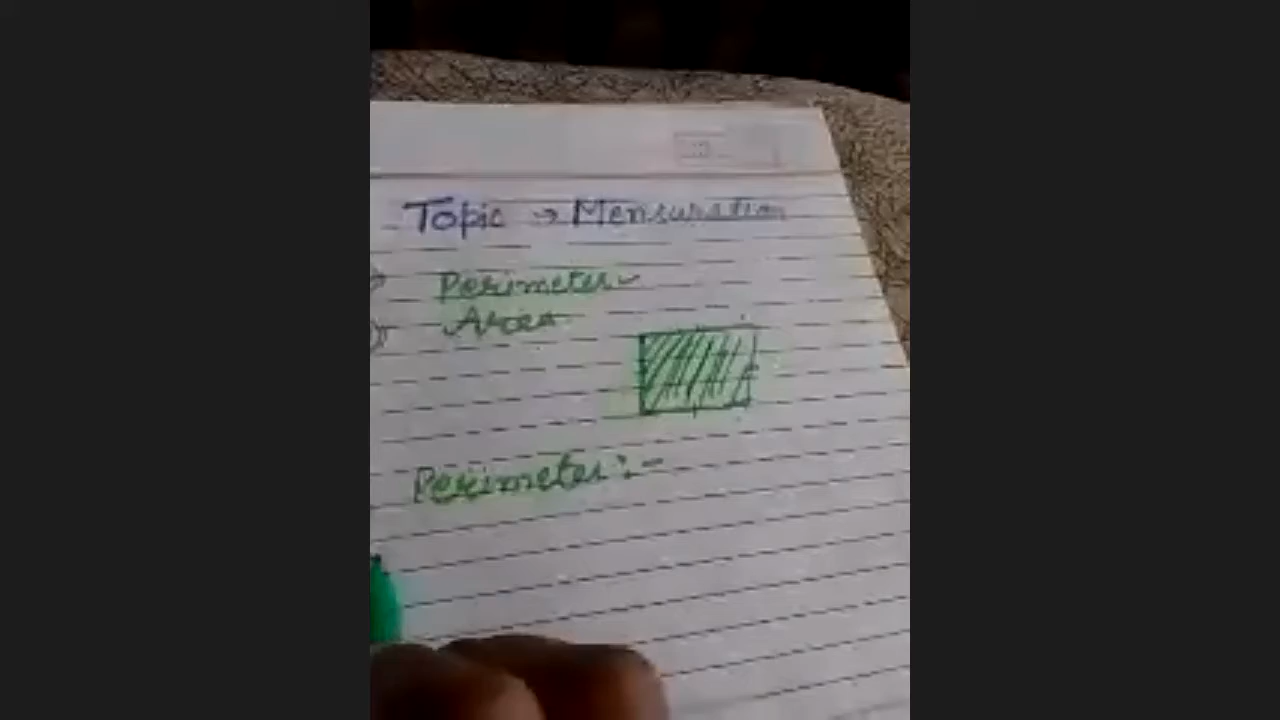 Topic → Mensuration
Perimeter
Area
Perimeter :-